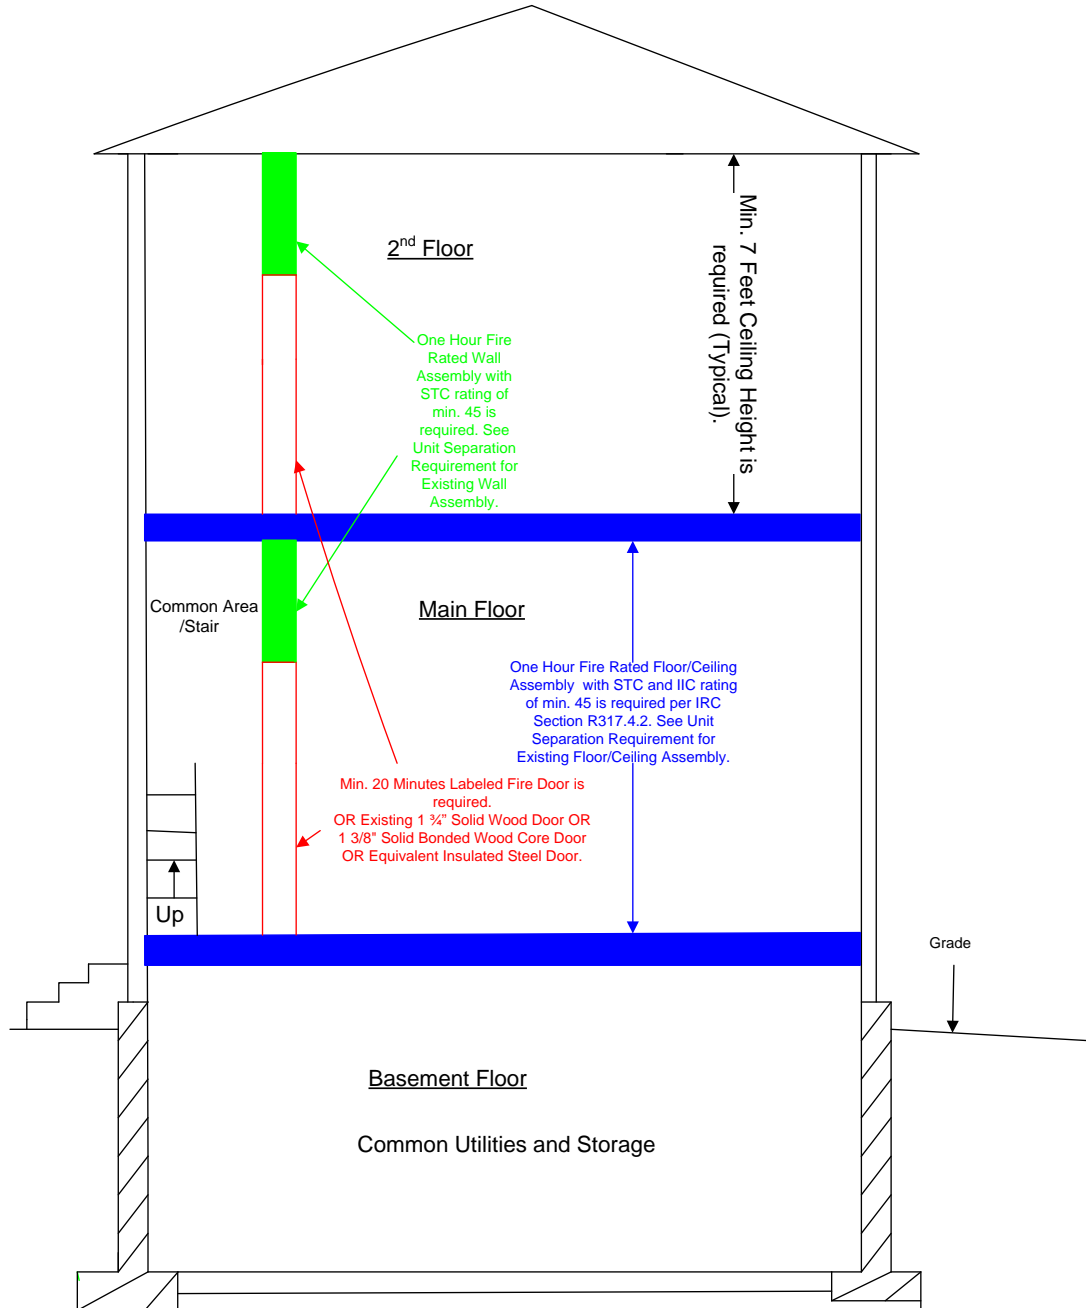 2nd Floor
Min. 7 Feet Ceiling Height is
required (Typical).
One Hour Fire
Rated Wall
Assembly with
STC rating of
min. 45 is
required. See
Unit Separation
Requirement for
Existing Wall
Assembly.
Common Area
/Stair
Main Floor
One Hour Fire Rated Floor/Ceiling
Assembly with STC and IIC rating
of min. 45 is required per IRC
Section R317.4.2. See Unit
Separation Requirement for
Existing Floor/Ceiling Assembly.
Min. 20 Minutes Labeled Fire Door is
required.
OR Existing 1 ¾” Solid Wood Door OR
1 3/8" Solid Bonded Wood Core Door
OR Equivalent Insulated Steel Door.
Up
Grade
Basement Floor
Common Utilities and Storage